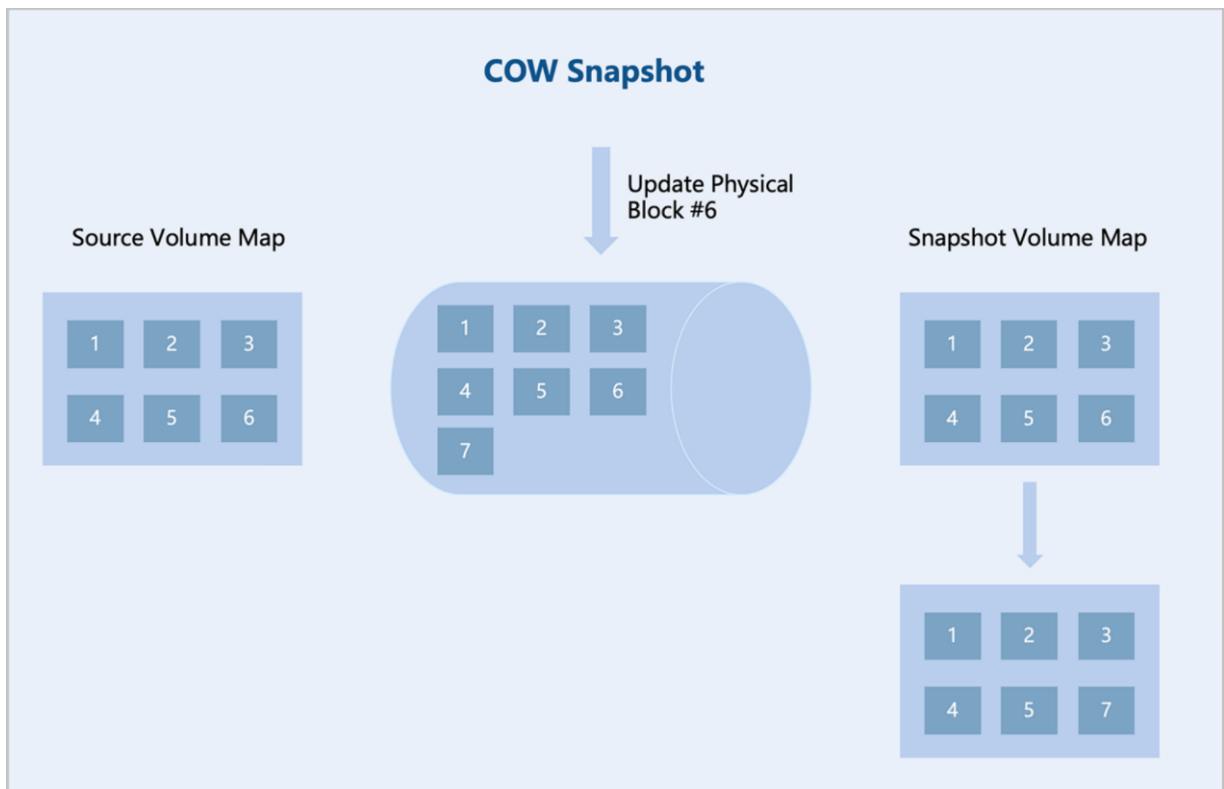 COW Snapshot
Update Physical
Block #6
Source Volume Map
Snapshot Volume Map
1 2 3
4 5 6
1 2 3
4 5 6
7
1 2 3
4 5 6
1 2 3
4 5 7